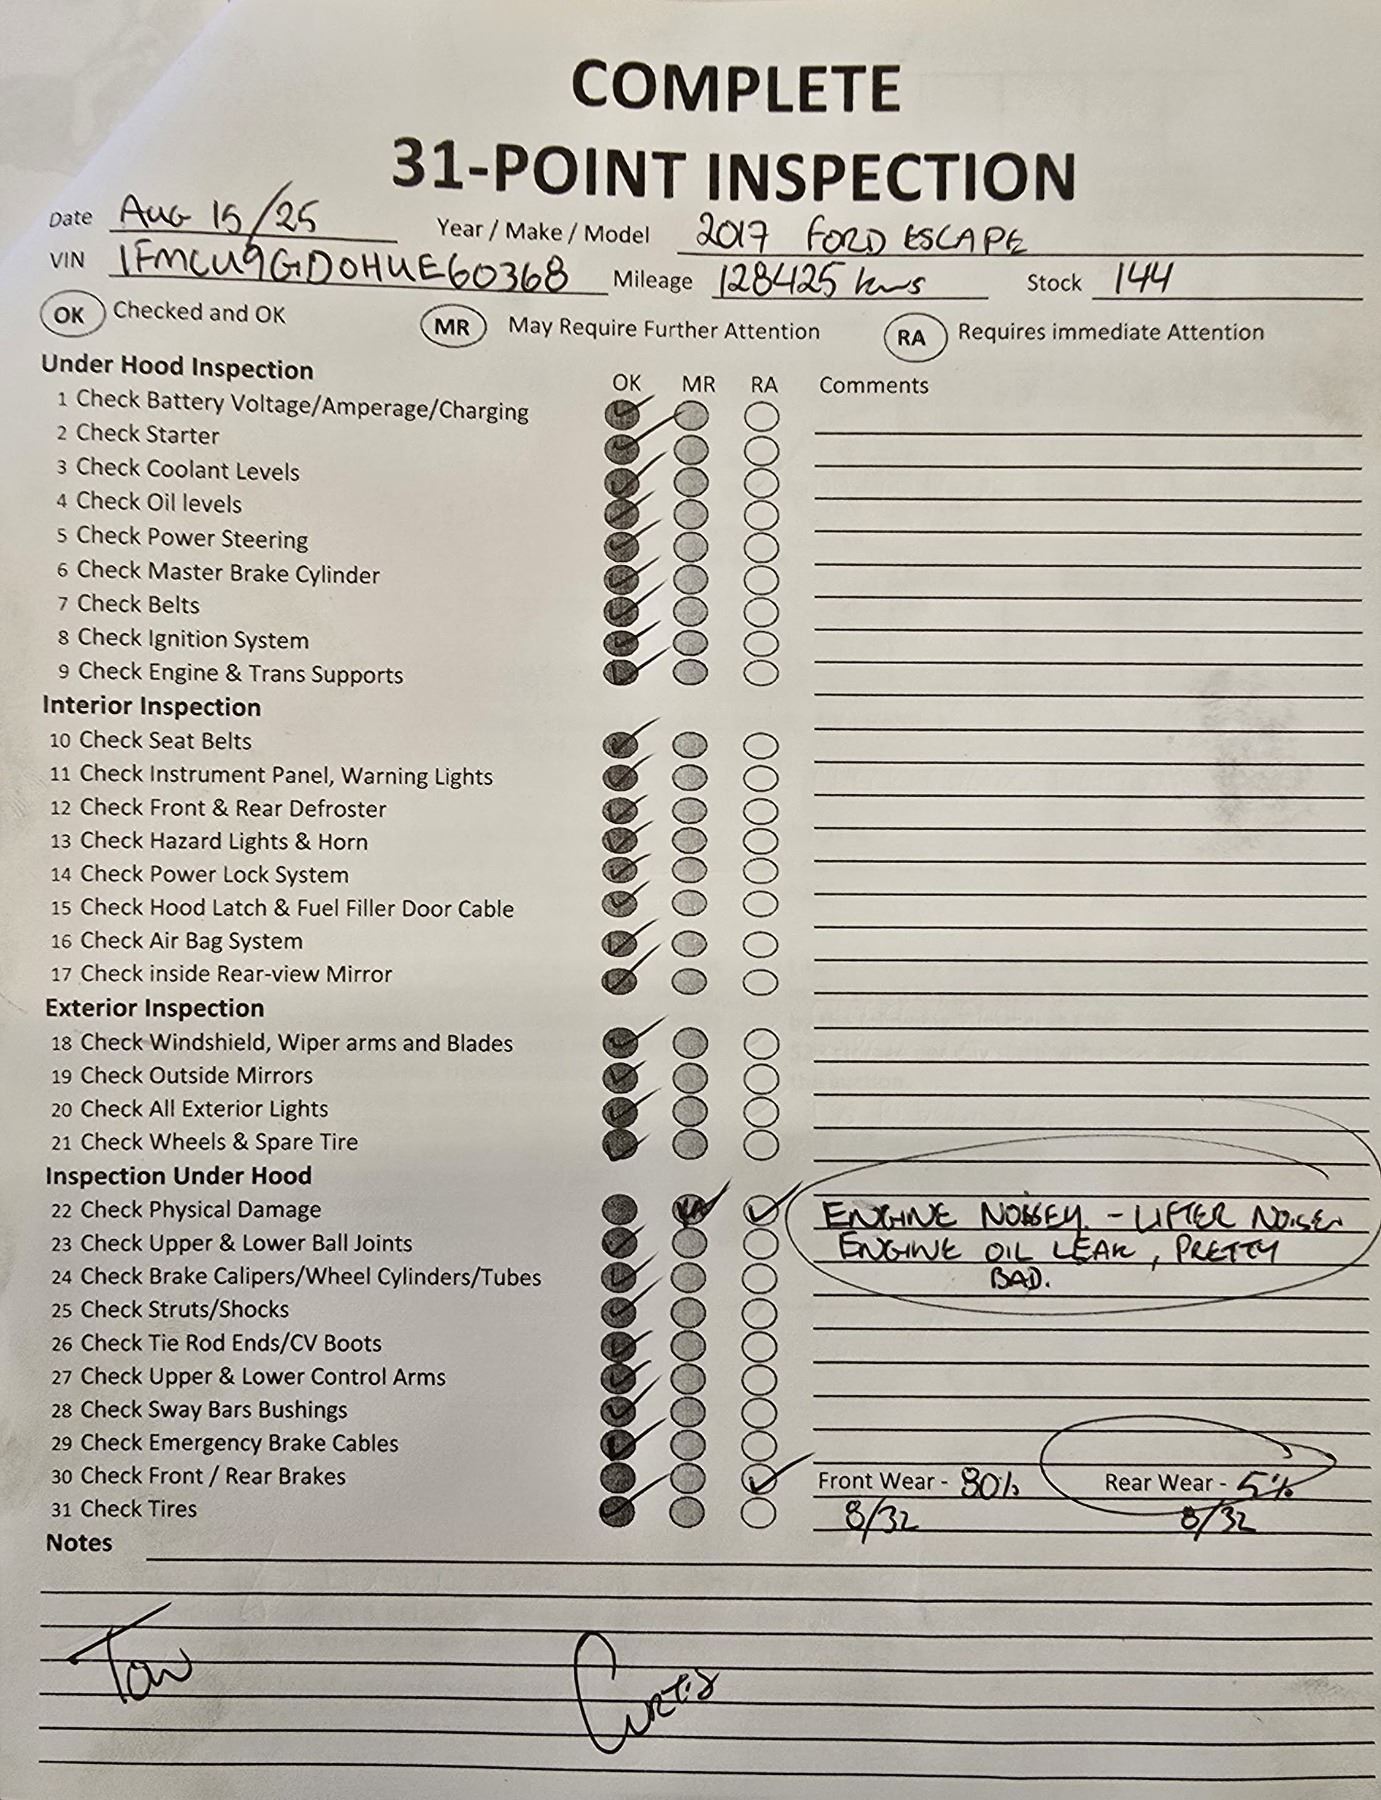 COMPLETE
31-POINT INSPECTION
Date Aug 15/25 Year / Make / Model 2017 FORD ESCAPE
VIN 1FMCU9GD0HUE60368 Mileage 128425 kms Stock 144
OK Checked and OK MR May Require Further Attention RA Requires immediate Attention
Under Hood Inspection OK MR RA Comments
1 Check Battery Voltage/Amperage/Charging
2 Check Starter
3 Check Coolant Levels
4 Check Oil levels
5 Check Power Steering
6 Check Master Brake Cylinder
7 Check Belts
8 Check Ignition System
9 Check Engine & Trans Supports
Interior Inspection
10 Check Seat Belts
11 Check Instrument Panel, Warning Lights
12 Check Front & Rear Defroster
13 Check Hazard Lights & Horn
14 Check Power Lock System
15 Check Hood Latch & Fuel Filler Door Cable
16 Check Air Bag System
17 Check inside Rear-view Mirror
Exterior Inspection
18 Check Windshield, Wiper arms and Blades
19 Check Outside Mirrors
20 Check All Exterior Lights
21 Check Wheels & Spare Tire
Inspection Under Hood
22 Check Physical Damage ENGINE NOISEY - LIFTER NOISE
23 Check Upper & Lower Ball Joints ENGINE OIL LEAK, PRETTY
24 Check Brake Calipers/Wheel Cylinders/Tubes BAD.
25 Check Struts/Shocks
26 Check Tie Rod Ends/CV Boots
27 Check Upper & Lower Control Arms
28 Check Sway Bars Bushings
29 Check Emergency Brake Cables
30 Check Front / Rear Brakes Front Wear - 80% Rear Wear - 5%
31 Check Tires 8/32 8/32
Notes
Curtis